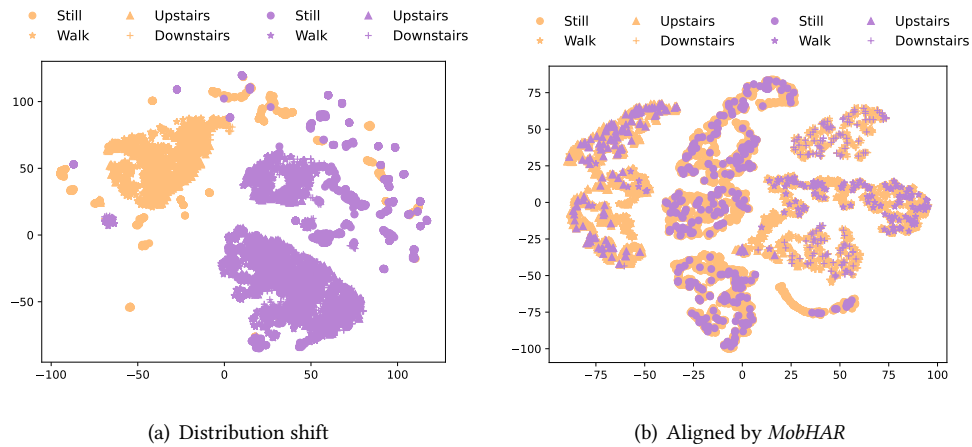 Still Upstairs Still Upstairs
Walk Downstairs Walk Downstairs
100
50
0
−50
−100 −50 0 50 100
(a) Distribution shift
Still Upstairs Still Upstairs
Walk Downstairs Walk Downstairs
75
50
25
0
−25
−50
−75
−100
−75 −50 −25 0 25 50 75 100
(b) Aligned by MobHAR